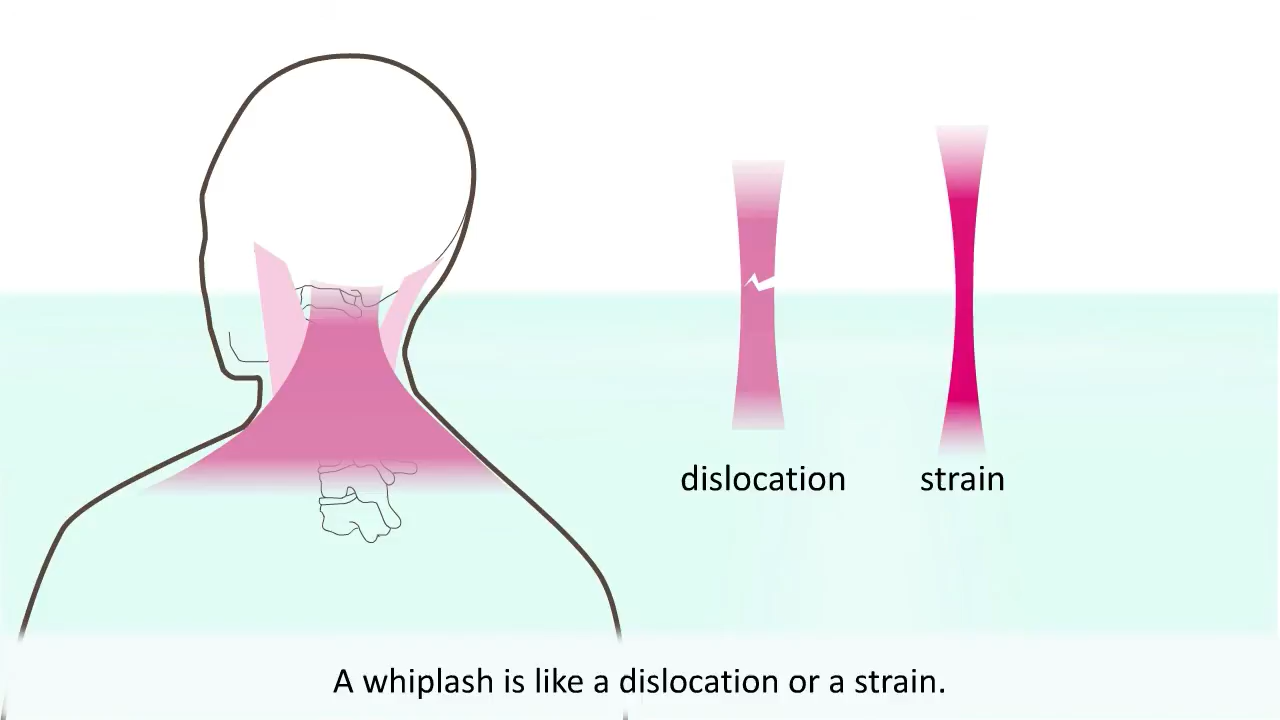 dislocation strain
A whiplash is like a dislocation or a strain.